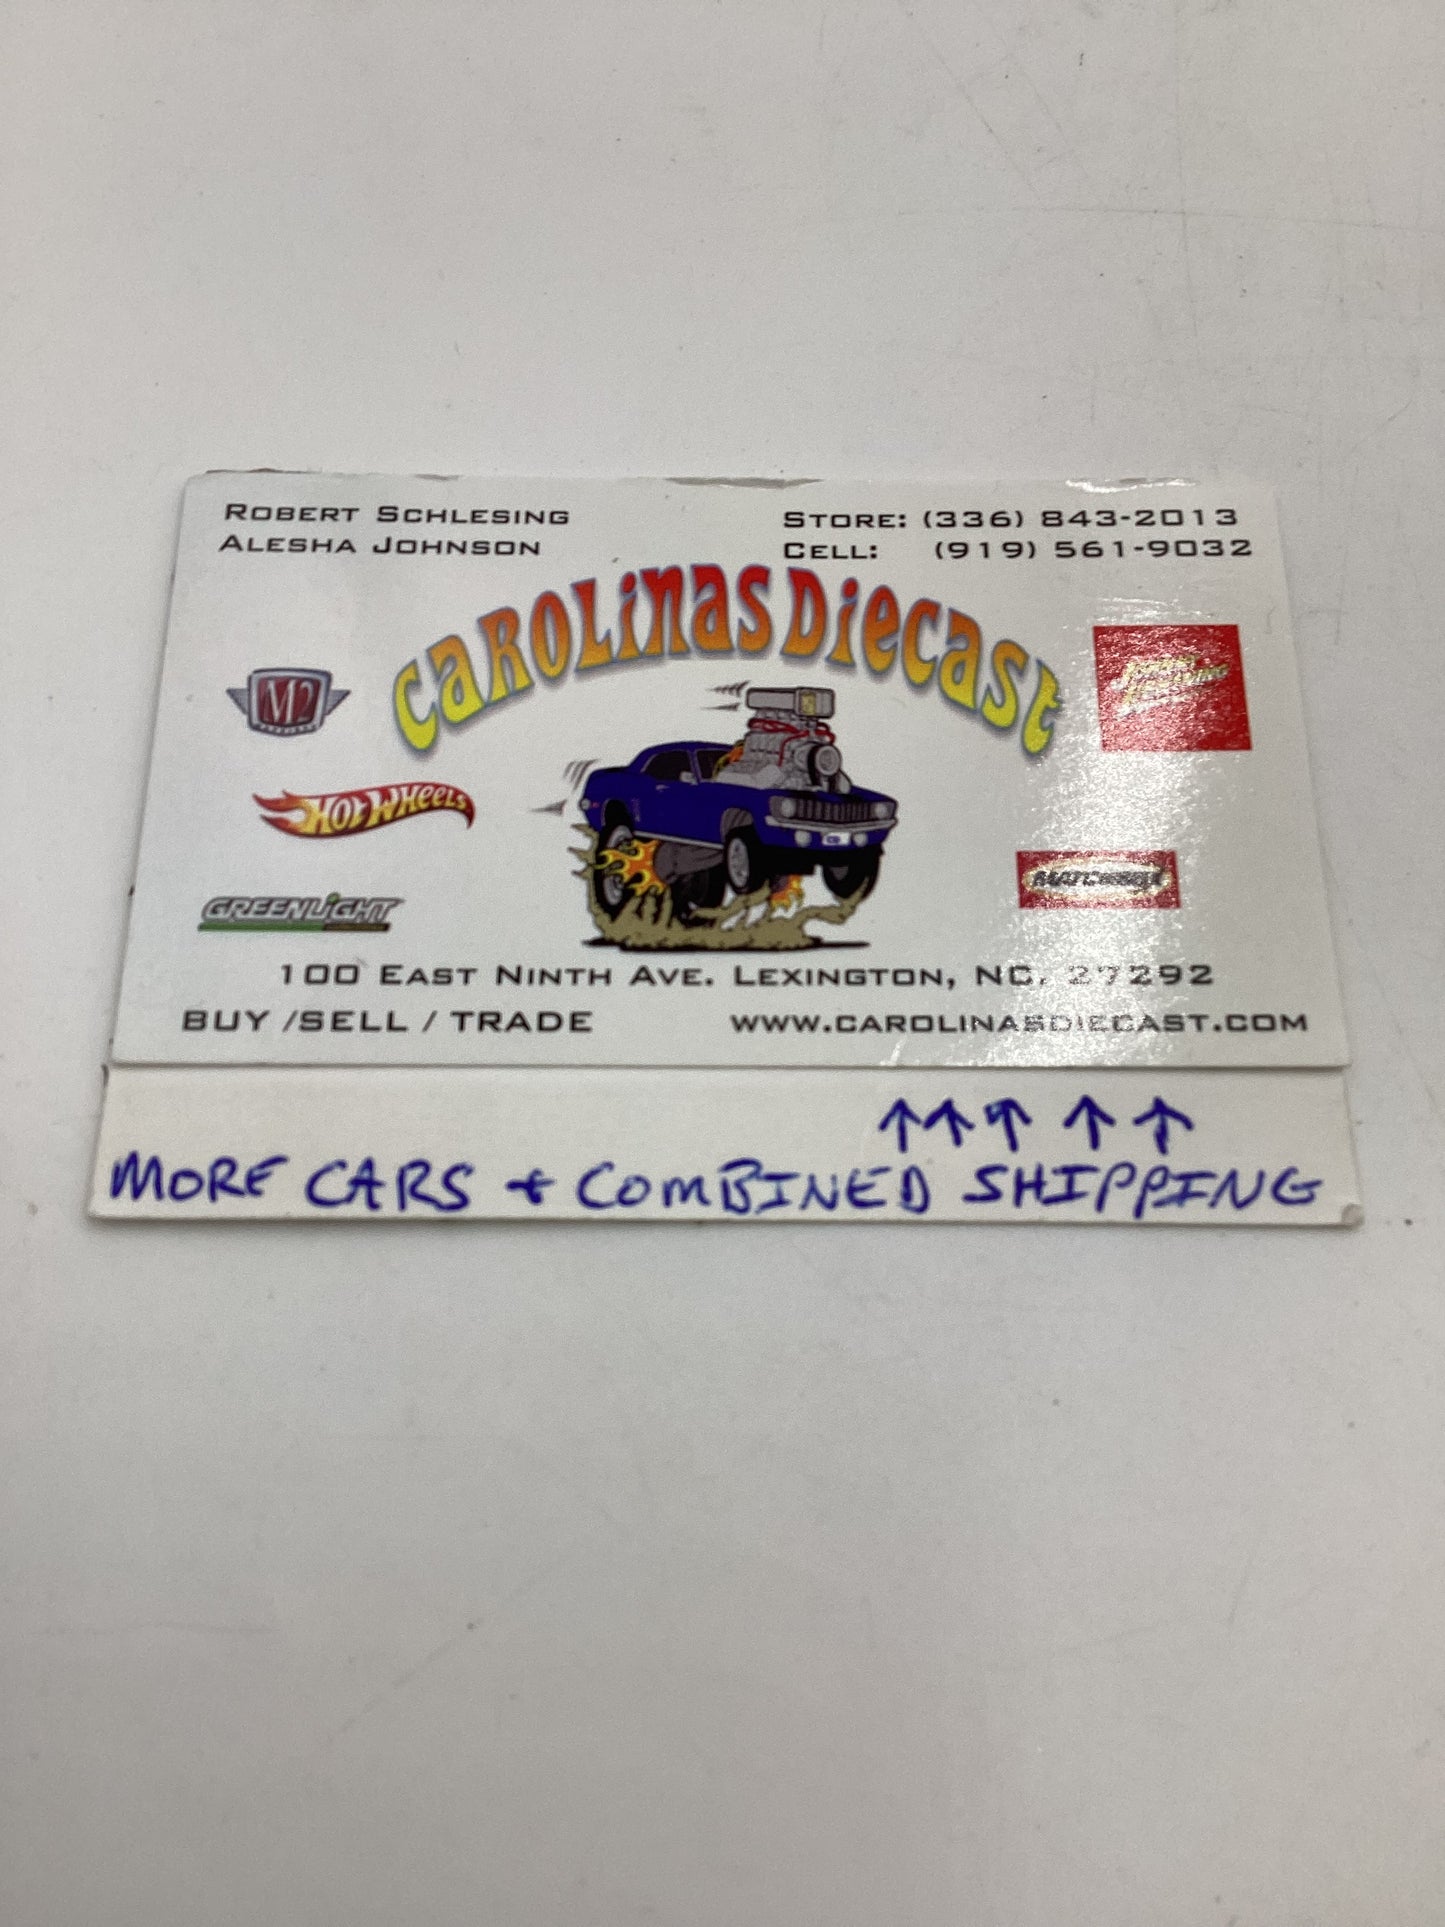 ROBERT SCHLESING
ALESHA JOHNSON
STORE: (336) 843-2013
CELL: (919) 561-9032
CAROLINAS DIECAST
M2
HOT WHEELS
GREENLIGHT
MATCHBOX
100 EAST NINTH AVE. LEXINGTON, NC. 27292
BUY /SELL / TRADE
WWW.CAROLINASDIECAST.COM
↑ ↑ ↑ ↑ ↑
MORE CARS + COMBINED SHIPPING